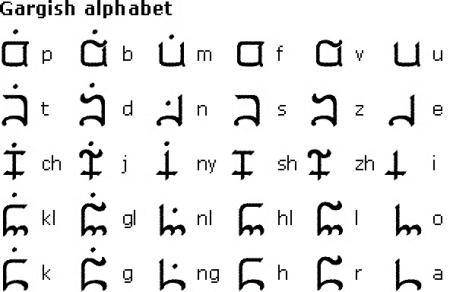 Gargish alphabet
p b m f v u
t d n s z e
ch j ny sh zh i
kl gl nl hl l o
k g ng h r a